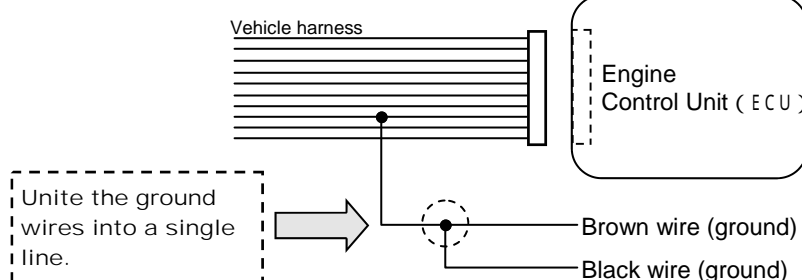 Vehicle harness
Engine
Control Unit (ECU)
Unite the ground
wires into a single
line.
Brown wire (ground)
Black wire (ground)